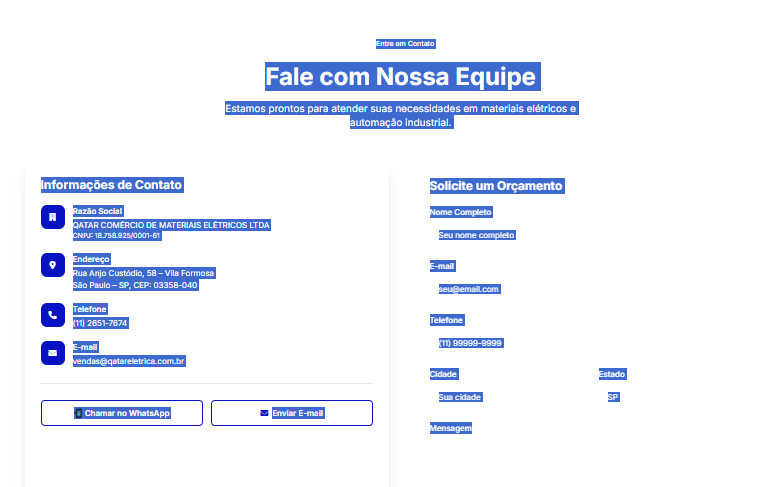 Entre em Contato
Fale com Nossa Equipe
Estamos prontos para atender suas necessidades em materiais elétricos e
automação industrial.
Informações de Contato
Razão Social
QATAR COMÉRCIO DE MATERIAIS ELÉTRICOS LTDA
CNPJ: 18.758.925/0001-61
Endereço
Rua Anjo Custódio, 58 – Vila Formosa
São Paulo – SP, CEP: 03358-040
Telefone
(11) 2651-7674
E-mail
vendas@qatareletrica.com.br
Chamar no WhatsApp
Enviar E-mail
Solicite um Orçamento
Nome Completo
Seu nome completo
E-mail
seu@email.com
Telefone
(11) 99999-9999
Cidade
Estado
Sua cidade
SP
Mensagem